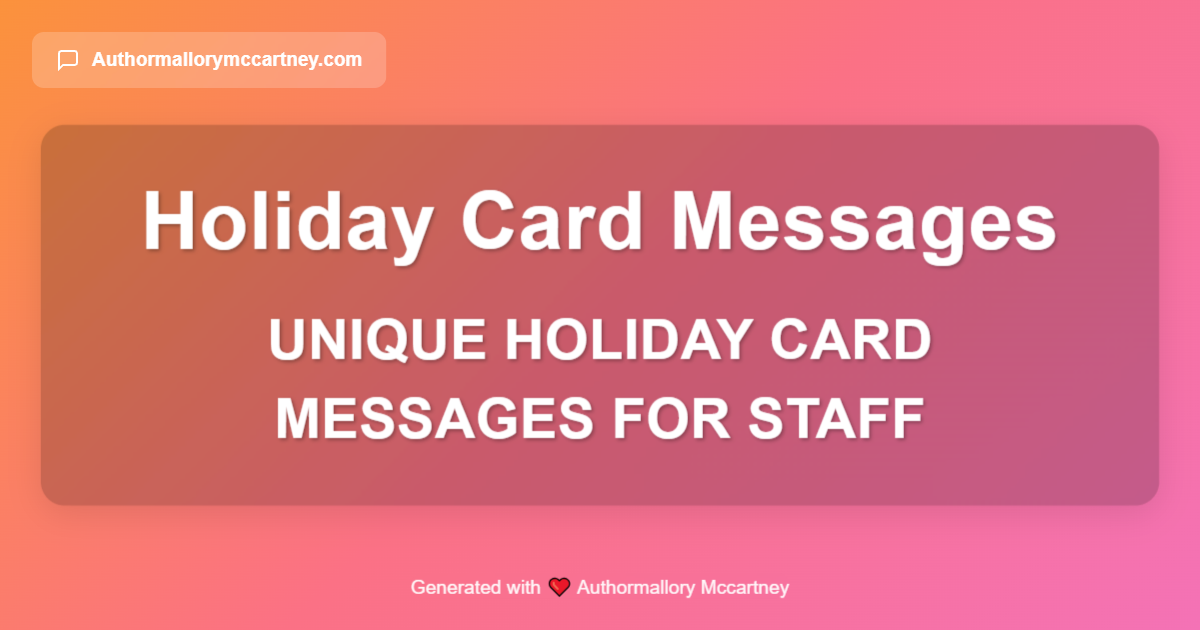 Authormallorymccartney.com
Holiday Card Messages
UNIQUE HOLIDAY CARD
MESSAGES FOR STAFF
Generated with ❤️ Authormallory Mccartney